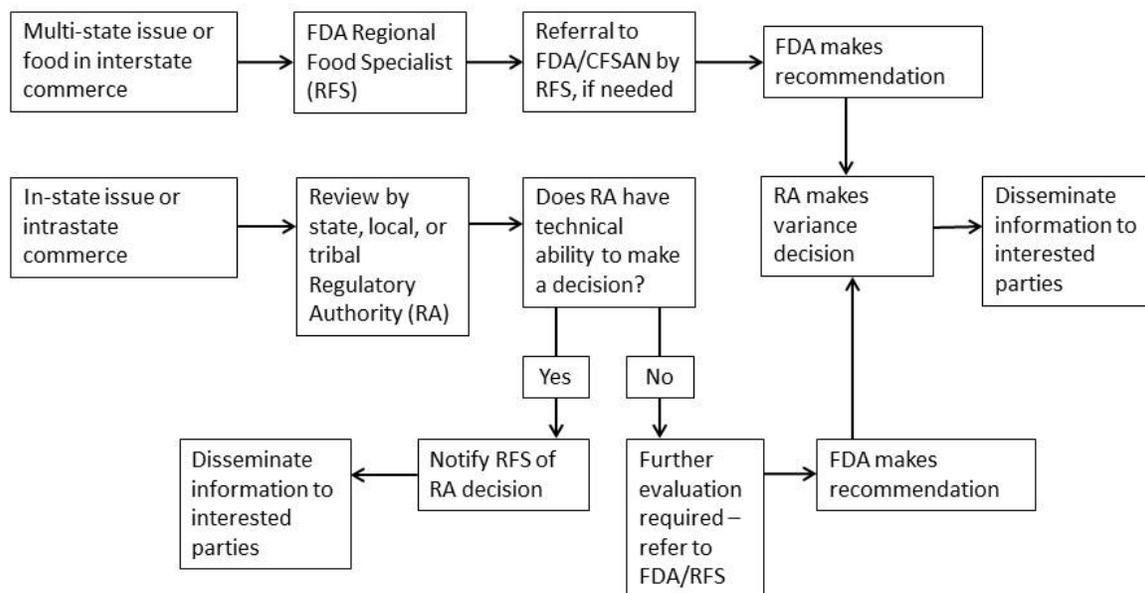 Multi-state issue or
food in interstate
commerce
FDA Regional
Food Specialist
(RFS)
Referral to
FDA/CFSAN by
RFS, if needed
FDA makes
recommendation
In-state issue or
intrastate
commerce
Review by
state, local, or
tribal
Regulatory
Authority (RA)
Does RA have
technical
ability to make
a decision?
RA makes
variance
decision
Disseminate
information to
interested
parties
Yes
No
Disseminate
information to
interested
parties
Notify RFS of
RA decision
Further
evaluation
required –
refer to
FDA/RFS
FDA makes
recommendation